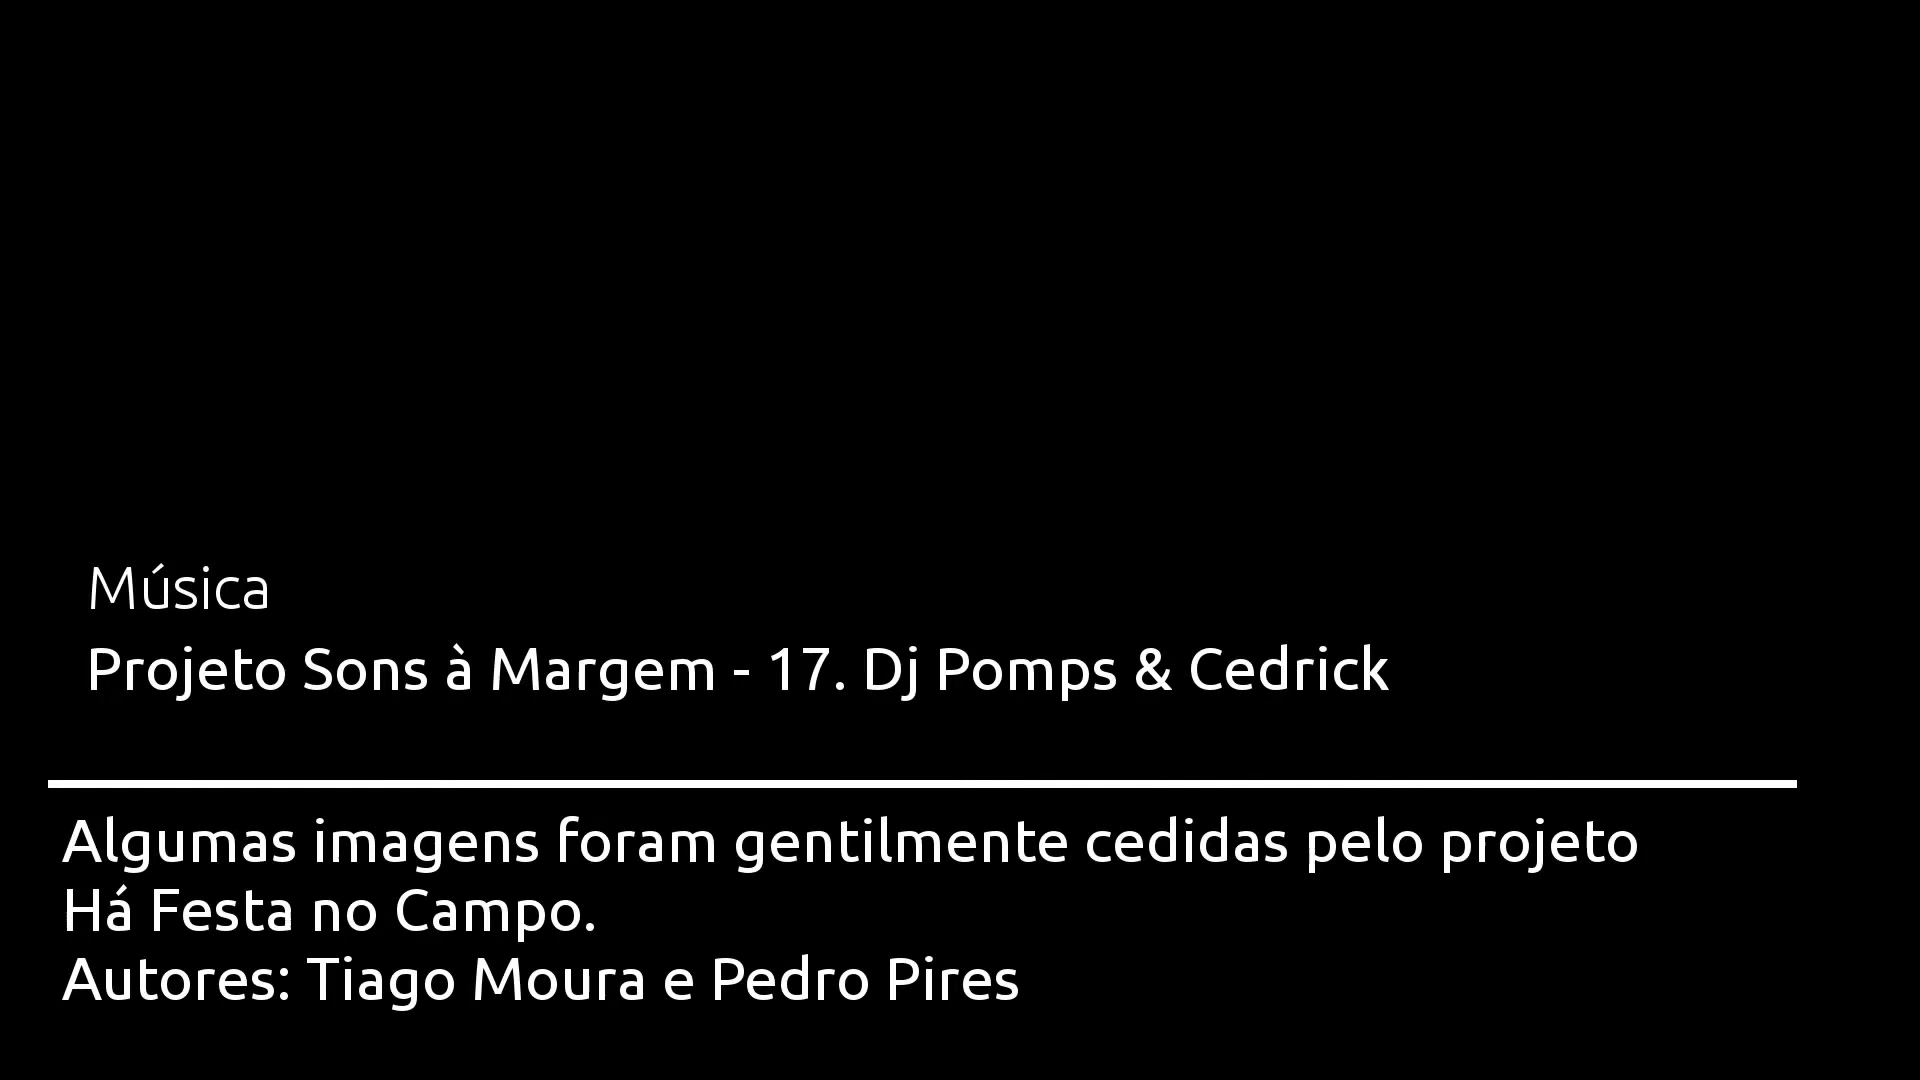 Música
Projeto Sons à Margem - 17. Dj Pomps & Cedrick
Algumas imagens foram gentilmente cedidas pelo projeto
Há Festa no Campo.
Autores: Tiago Moura e Pedro Pires